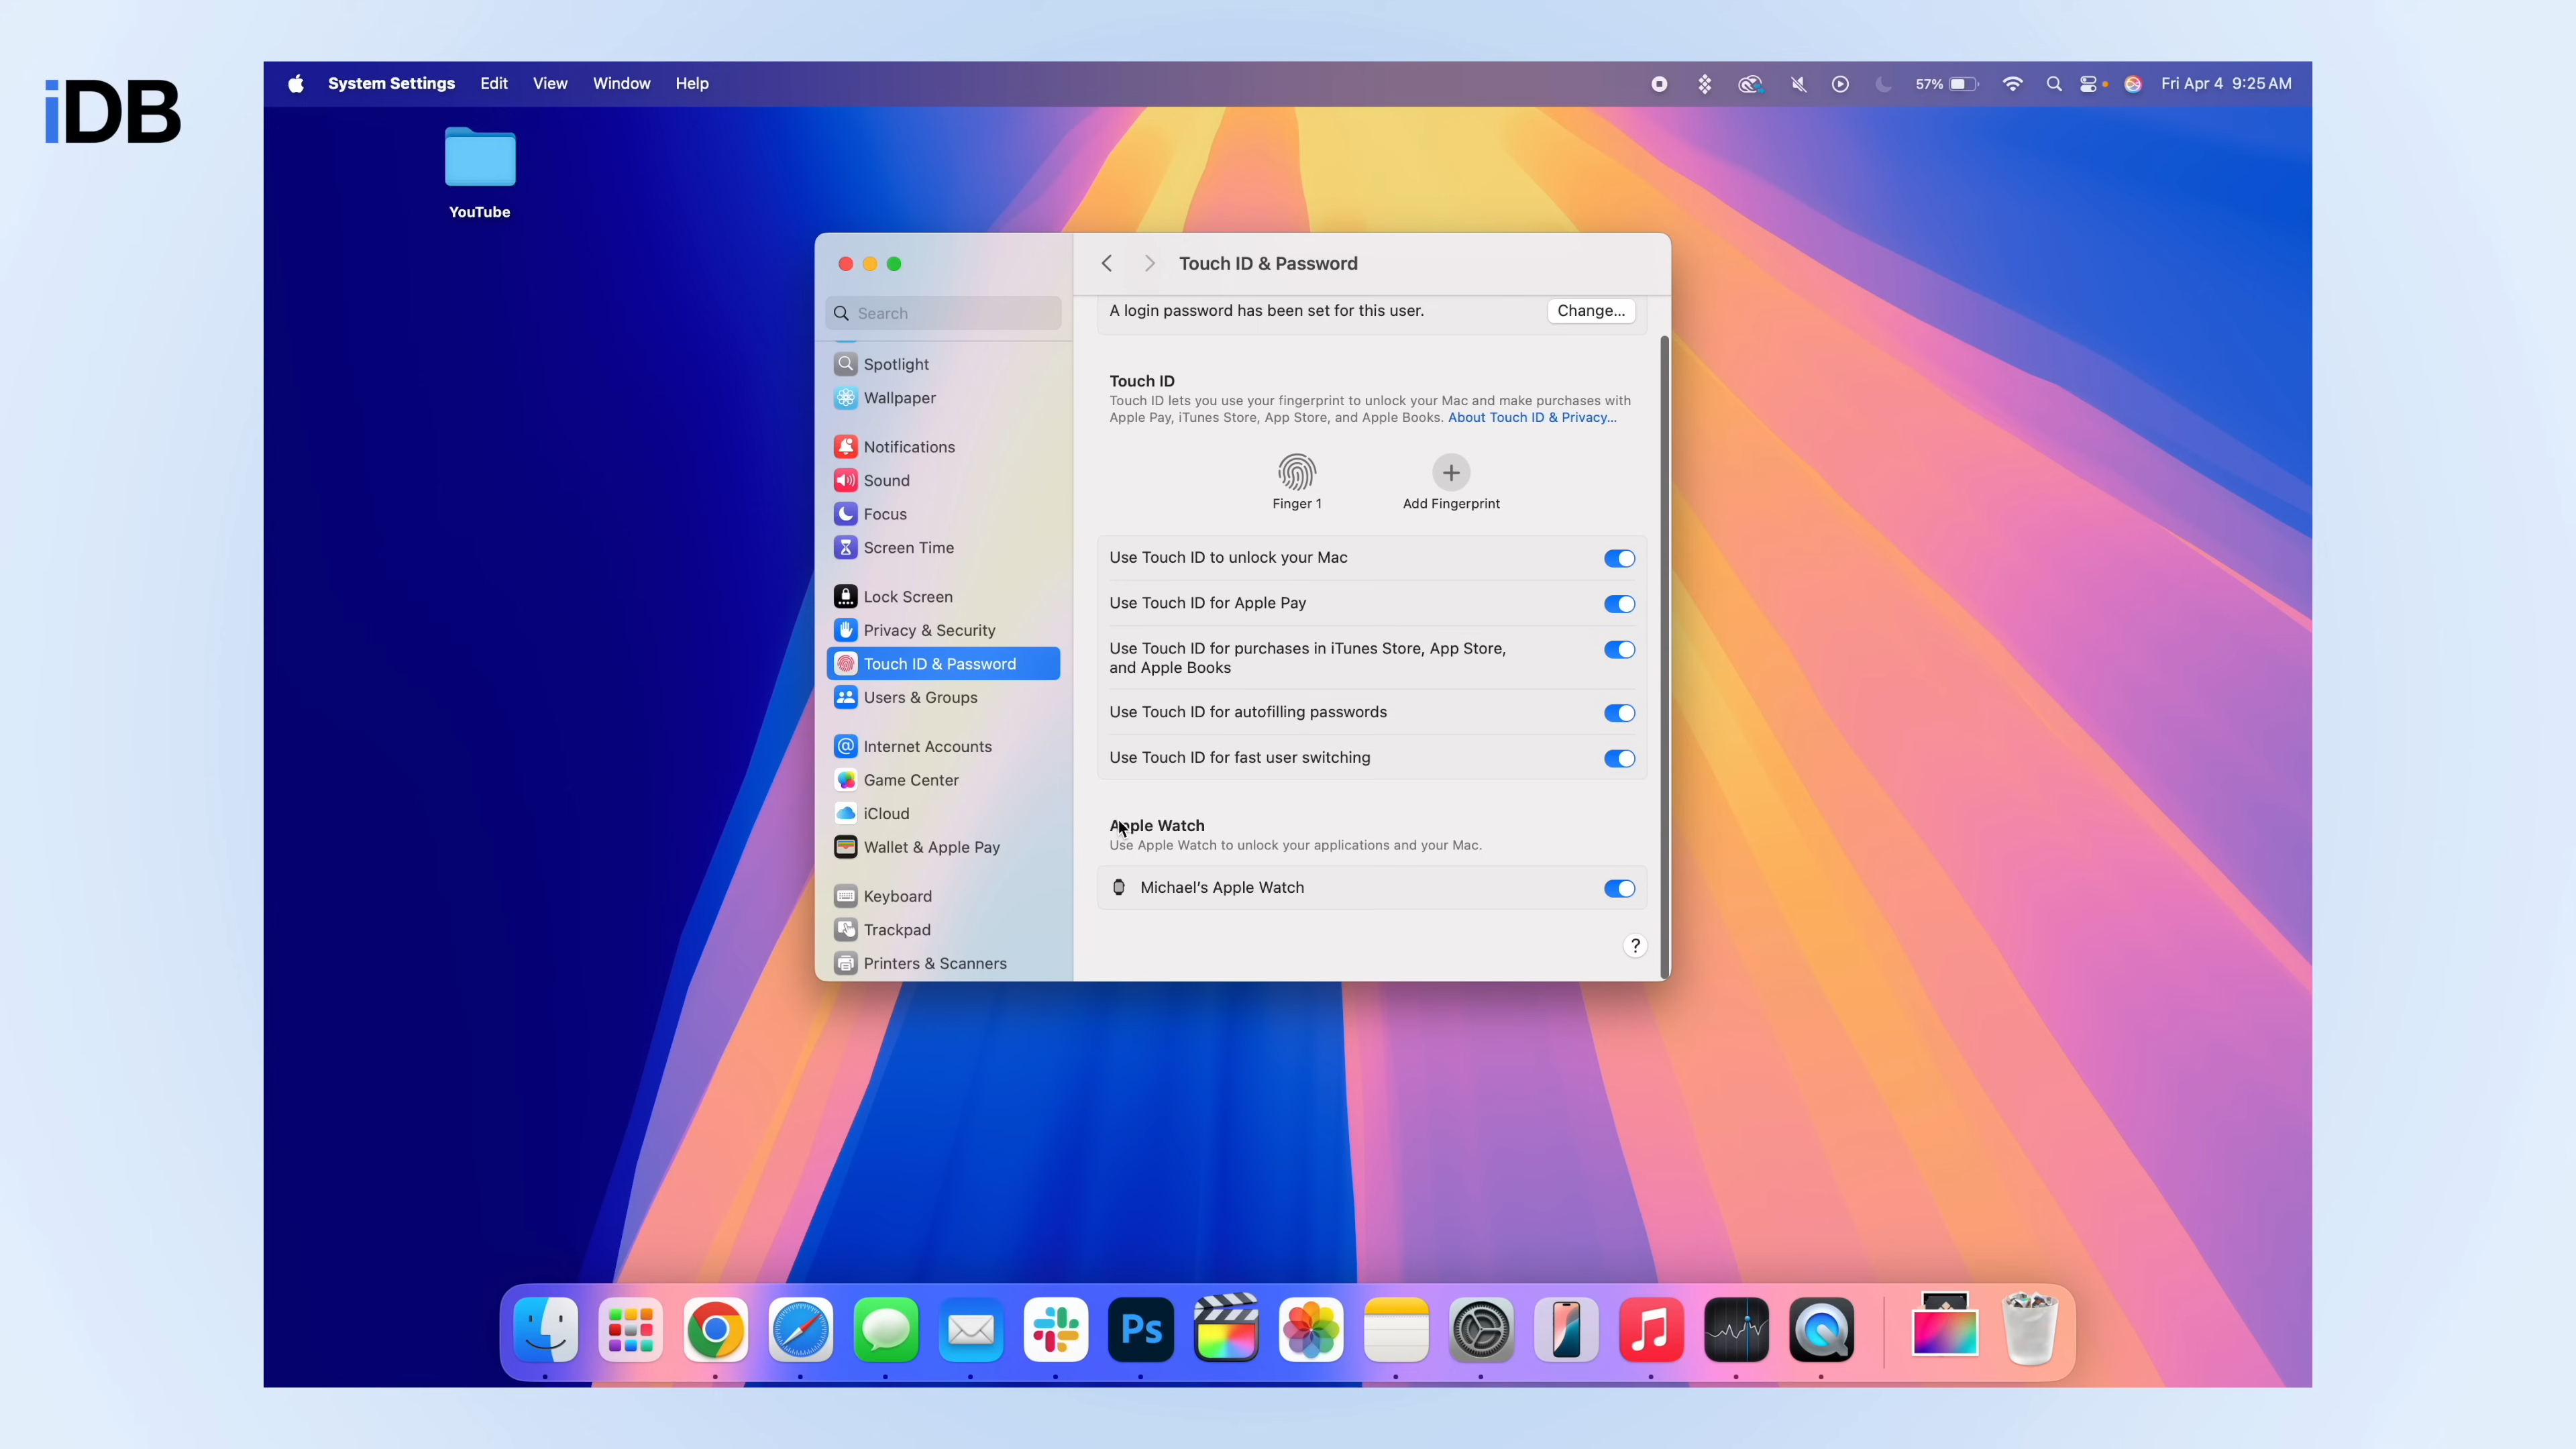 iDB
System Settings Edit View Window Help 57% Fri Apr 4 9:25 AM
YouTube
Touch ID & Password
Search
Spotlight
Wallpaper
Notifications
Sound
Focus
Screen Time
Lock Screen
Privacy & Security
Touch ID & Password
Users & Groups
Internet Accounts
Game Center
iCloud
Wallet & Apple Pay
Keyboard
Trackpad
Printers & Scanners
A login password has been set for this user. Change...
Touch ID
Touch ID lets you use your fingerprint to unlock your Mac and make purchases with
Apple Pay, iTunes Store, App Store, and Apple Books. About Touch ID & Privacy...
Finger 1 Add Fingerprint
Use Touch ID to unlock your Mac
Use Touch ID for Apple Pay
Use Touch ID for purchases in iTunes Store, App Store,
and Apple Books
Use Touch ID for autofilling passwords
Use Touch ID for fast user switching
Apple Watch
Use Apple Watch to unlock your applications and your Mac.
Michael's Apple Watch
?
Ps